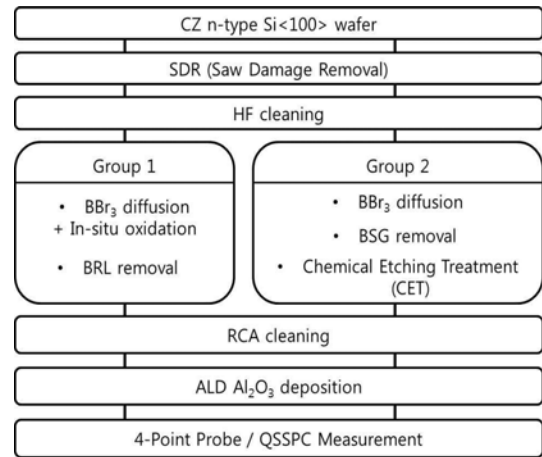 CZ n-type Si<100> wafer
SDR (Saw Damage Removal)
HF cleaning
Group 1
• BBr₃ diffusion
+ In-situ oxidation
• BRL removal
Group 2
• BBr₃ diffusion
• BSG removal
• Chemical Etching Treatment
(CET)
RCA cleaning
ALD Al₂O₃ deposition
4-Point Probe / QSSPC Measurement